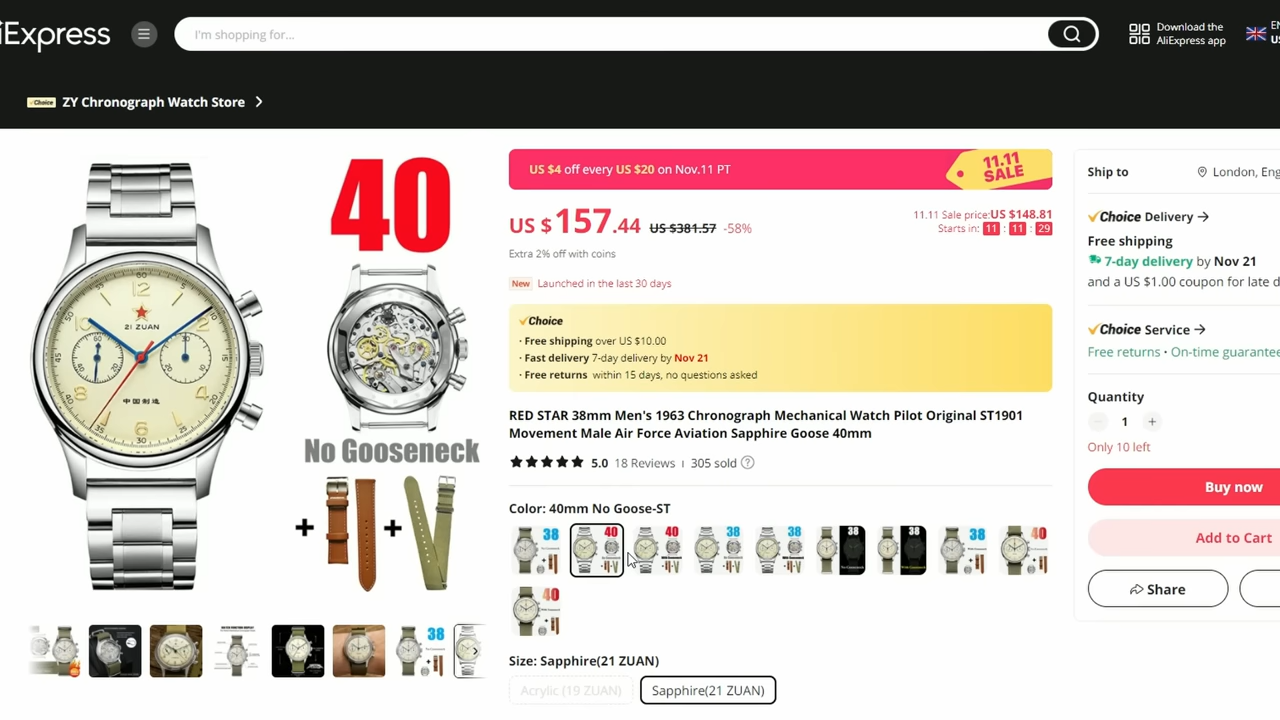 iExpress
I'm shopping for...
Download the
AliExpress app
EN
US
Choice ZY Chronograph Watch Store
40
60
12
21 ZUAN
中国制造
No Gooseneck
US $4 off every US $20 on Nov.11 PT
11.11
SALE
US $157.44 US $381.57 -58%
11.11 Sale price:US $148.81
Starts in: 11 : 11 : 29
Extra 2% off with coins
New Launched in the last 30 days
Choice
· Free shipping over US $10.00
· Fast delivery 7-day delivery by Nov 21
· Free returns within 15 days, no questions asked
RED STAR 38mm Men's 1963 Chronograph Mechanical Watch Pilot Original ST1901
Movement Male Air Force Aviation Sapphire Goose 40mm
5.0 18 Reviews 305 sold
Color: 40mm No Goose-ST
38 40 40 38 38 38 38 38 40
40
38
Size: Sapphire(21 ZUAN)
Acrylic (19 ZUAN) Sapphire(21 ZUAN)
Ship to London, Eng
Choice Delivery
Free shipping
7-day delivery by Nov 21
and a US $1.00 coupon for late d
Choice Service
Free returns · On-time guarantee
Quantity
1
Only 10 left
Buy now
Add to Cart
Share